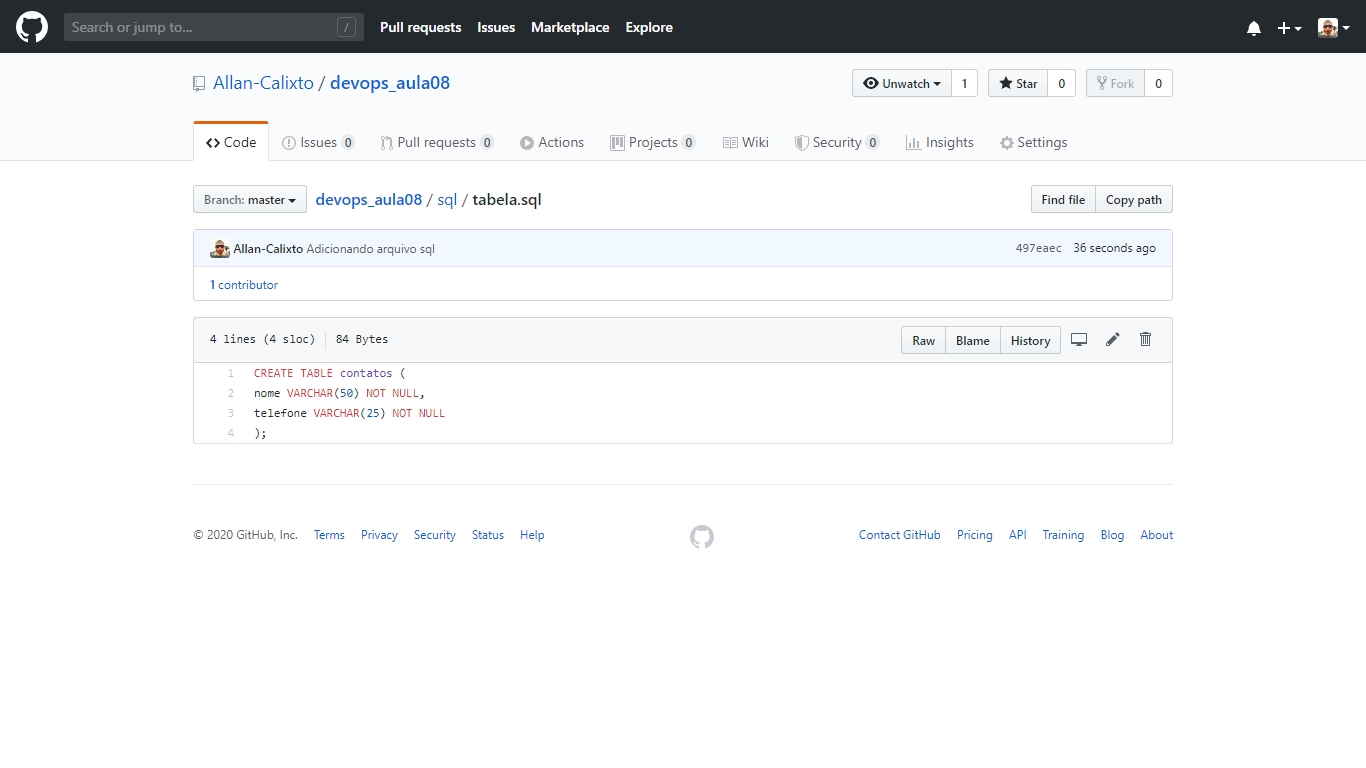 Search or jump to... /
Pull requests Issues Marketplace Explore
Allan-Calixto / devops_aula08
Unwatch 1 Star 0 Fork 0
Code Issues 0 Pull requests 0 Actions Projects 0 Wiki Security 0 Insights Settings
Branch: master devops_aula08 / sql / tabela.sql Find file Copy path
Allan-Calixto Adicionando arquivo sql 497eaec 36 seconds ago
1 contributor
4 lines (4 sloc) 84 Bytes Raw Blame History
1 CREATE TABLE contatos (
2 nome VARCHAR(50) NOT NULL,
3 telefone VARCHAR(25) NOT NULL
4 );
© 2020 GitHub, Inc. Terms Privacy Security Status Help Contact GitHub Pricing API Training Blog About